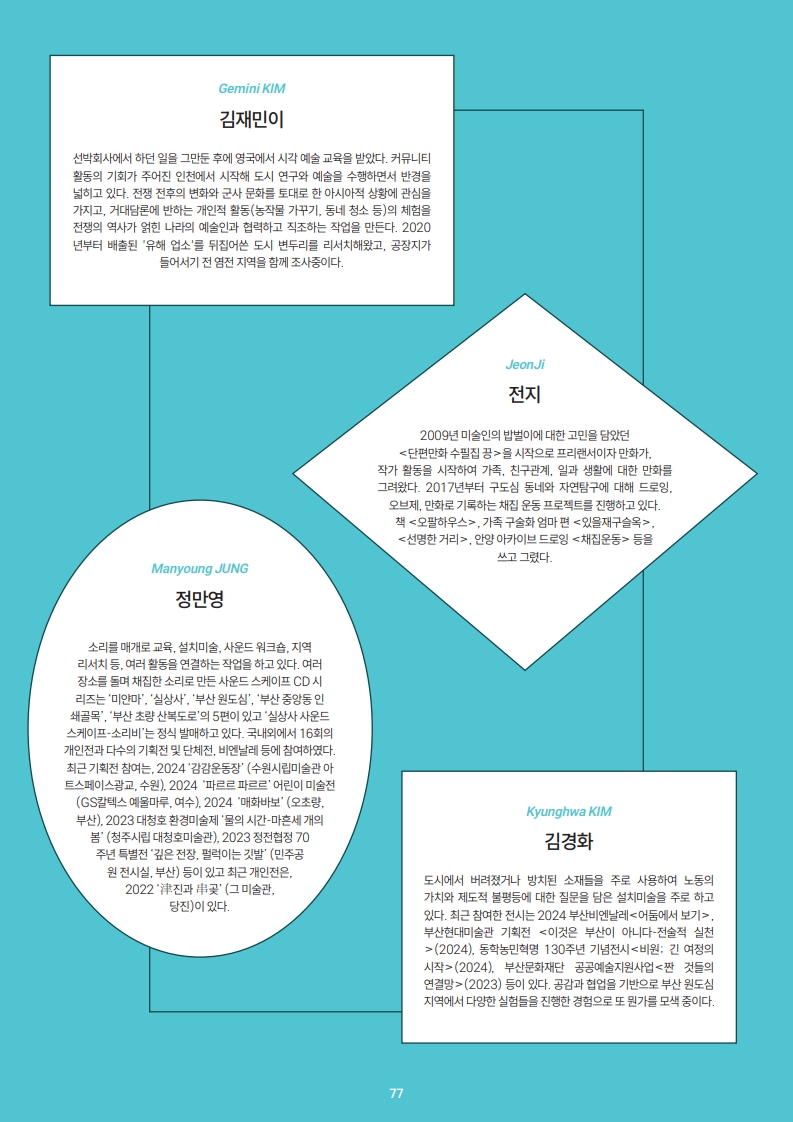 Gemini KIM
김재민이
선박회사에서 하던 일을 그만둔 후에 영국에서 시각 예술 교육을 받았다. 커뮤니티
활동의 기회가 주어진 인천에서 시작해 도시 연구와 예술을 수행하면서 반경을
넓히고 있다. 전쟁 전후의 변화와 군사 문화를 토대로 한 아시아적 상황에 관심을
가지고, 거대담론에 반하는 개인적 활동(농작물 가꾸기, 동네 청소 등)의 체험을
전쟁의 역사가 얽힌 나라의 예술인과 협력하고 직조하는 작업을 만든다. 2020
년부터 배출된 '유해 업소'를 뒤집어쓴 도시 변두리를 리서치해왔고, 공장지가
들어서기 전 염전 지역을 함께 조사중이다.
JeonJi
전지
2009년 미술인의 밥벌이에 대한 고민을 담았던
<단편만화 수필집 끙>을 시작으로 프리랜서이자 만화가,
작가 활동을 시작하여 가족, 친구관계, 일과 생활에 대한 만화를
그려왔다. 2017년부터 구도심 동네와 자연탐구에 대해 드로잉,
오브제, 만화로 기록하는 채집 운동 프로젝트를 진행하고 있다.
책 <오팔하우스>, 가족 구술화 엄마 편 <있을재구슬옥>,
<선명한 거리>, 안양 아카이브 드로잉 <채집운동> 등을
쓰고 그렸다.
Manyoung JUNG
정만영
소리를 매개로 교육, 설치미술, 사운드 워크숍, 지역
리서치 등, 여러 활동을 연결하는 작업을 하고 있다. 여러
장소를 돌며 채집한 소리로 만든 사운드 스케이프 CD 시
리즈는 '미얀마', '실상사', '부산 원도심', '부산 중앙동 인
쇄골목', '부산 초량 산복도로'의 5편이 있고 '실상사 사운드
스케이프-소리비'는 정식 발매하고 있다. 국내외에서 16회의
개인전과 다수의 기획전 및 단체전, 비엔날레 등에 참여하였다.
최근 기획전 참여는, 2024 '감감운동장' (수원시립미술관 아
트스페이스광교, 수원), 2024 '파르르 파르르' 어린이 미술전
(GS칼텍스 예울마루, 여수), 2024 '매화바보' (오초량,
부산), 2023 대청호 환경미술제 '물의 시간-마흔세 개의
봄' (청주시립 대청호미술관), 2023 정전협정 70
주년 특별전 '깊은 전장, 펄럭이는 깃발' (민주공
원 전시실, 부산) 등이 있고 최근 개인전은,
2022 '津진과 串곶' (그 미술관,
당진)이 있다.
Kyunghwa KIM
김경화
도시에서 버려졌거나 방치된 소재들을 주로 사용하여 노동의
가치와 제도적 불평등에 대한 질문을 담은 설치미술을 주로 하고
있다. 최근 참여한 전시는 2024 부산비엔날레<어둠에서 보기>,
부산현대미술관 기획전 <이것은 부산이 아니다-전술적 실천
>(2024), 동학농민혁명 130주년 기념전시<비원: 긴 여정의
시작>(2024), 부산문화재단 공공예술지원사업<짠 것들의
연결망>(2023) 등이 있다. 공감과 협업을 기반으로 부산 원도심
지역에서 다양한 실험들을 진행한 경험으로 또 뭔가를 모색 중이다.
77